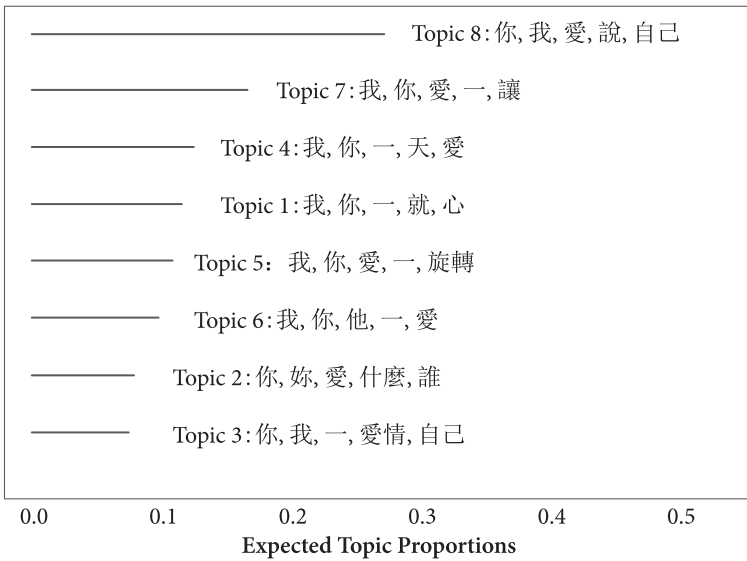 Topic 8: 你, 我, 愛, 說, 自己
Topic 7: 我, 你, 愛, 一, 讓
Topic 4: 我, 你, 一, 天, 愛
Topic 1: 我, 你, 一, 就, 心
Topic 5： 我, 你, 愛, 一, 旋轉
Topic 6: 我, 你, 他, 一, 愛
Topic 2: 你, 妳, 愛, 什麼, 誰
Topic 3: 你, 我, 一, 愛情, 自己
0.0 0.1 0.2 0.3 0.4 0.5
Expected Topic Proportions